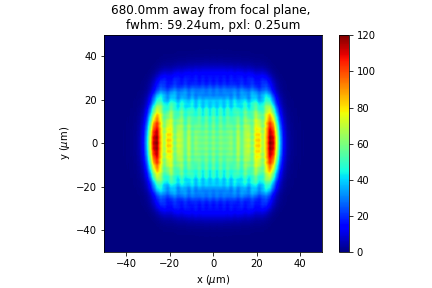 680.0mm away from focal plane,
fwhm: 59.24um, pxl: 0.25um
120
100
80
60
40
20
0
40
20
0
−20
−40
y (μm)
−40 −20 0 20 40
x (μm)